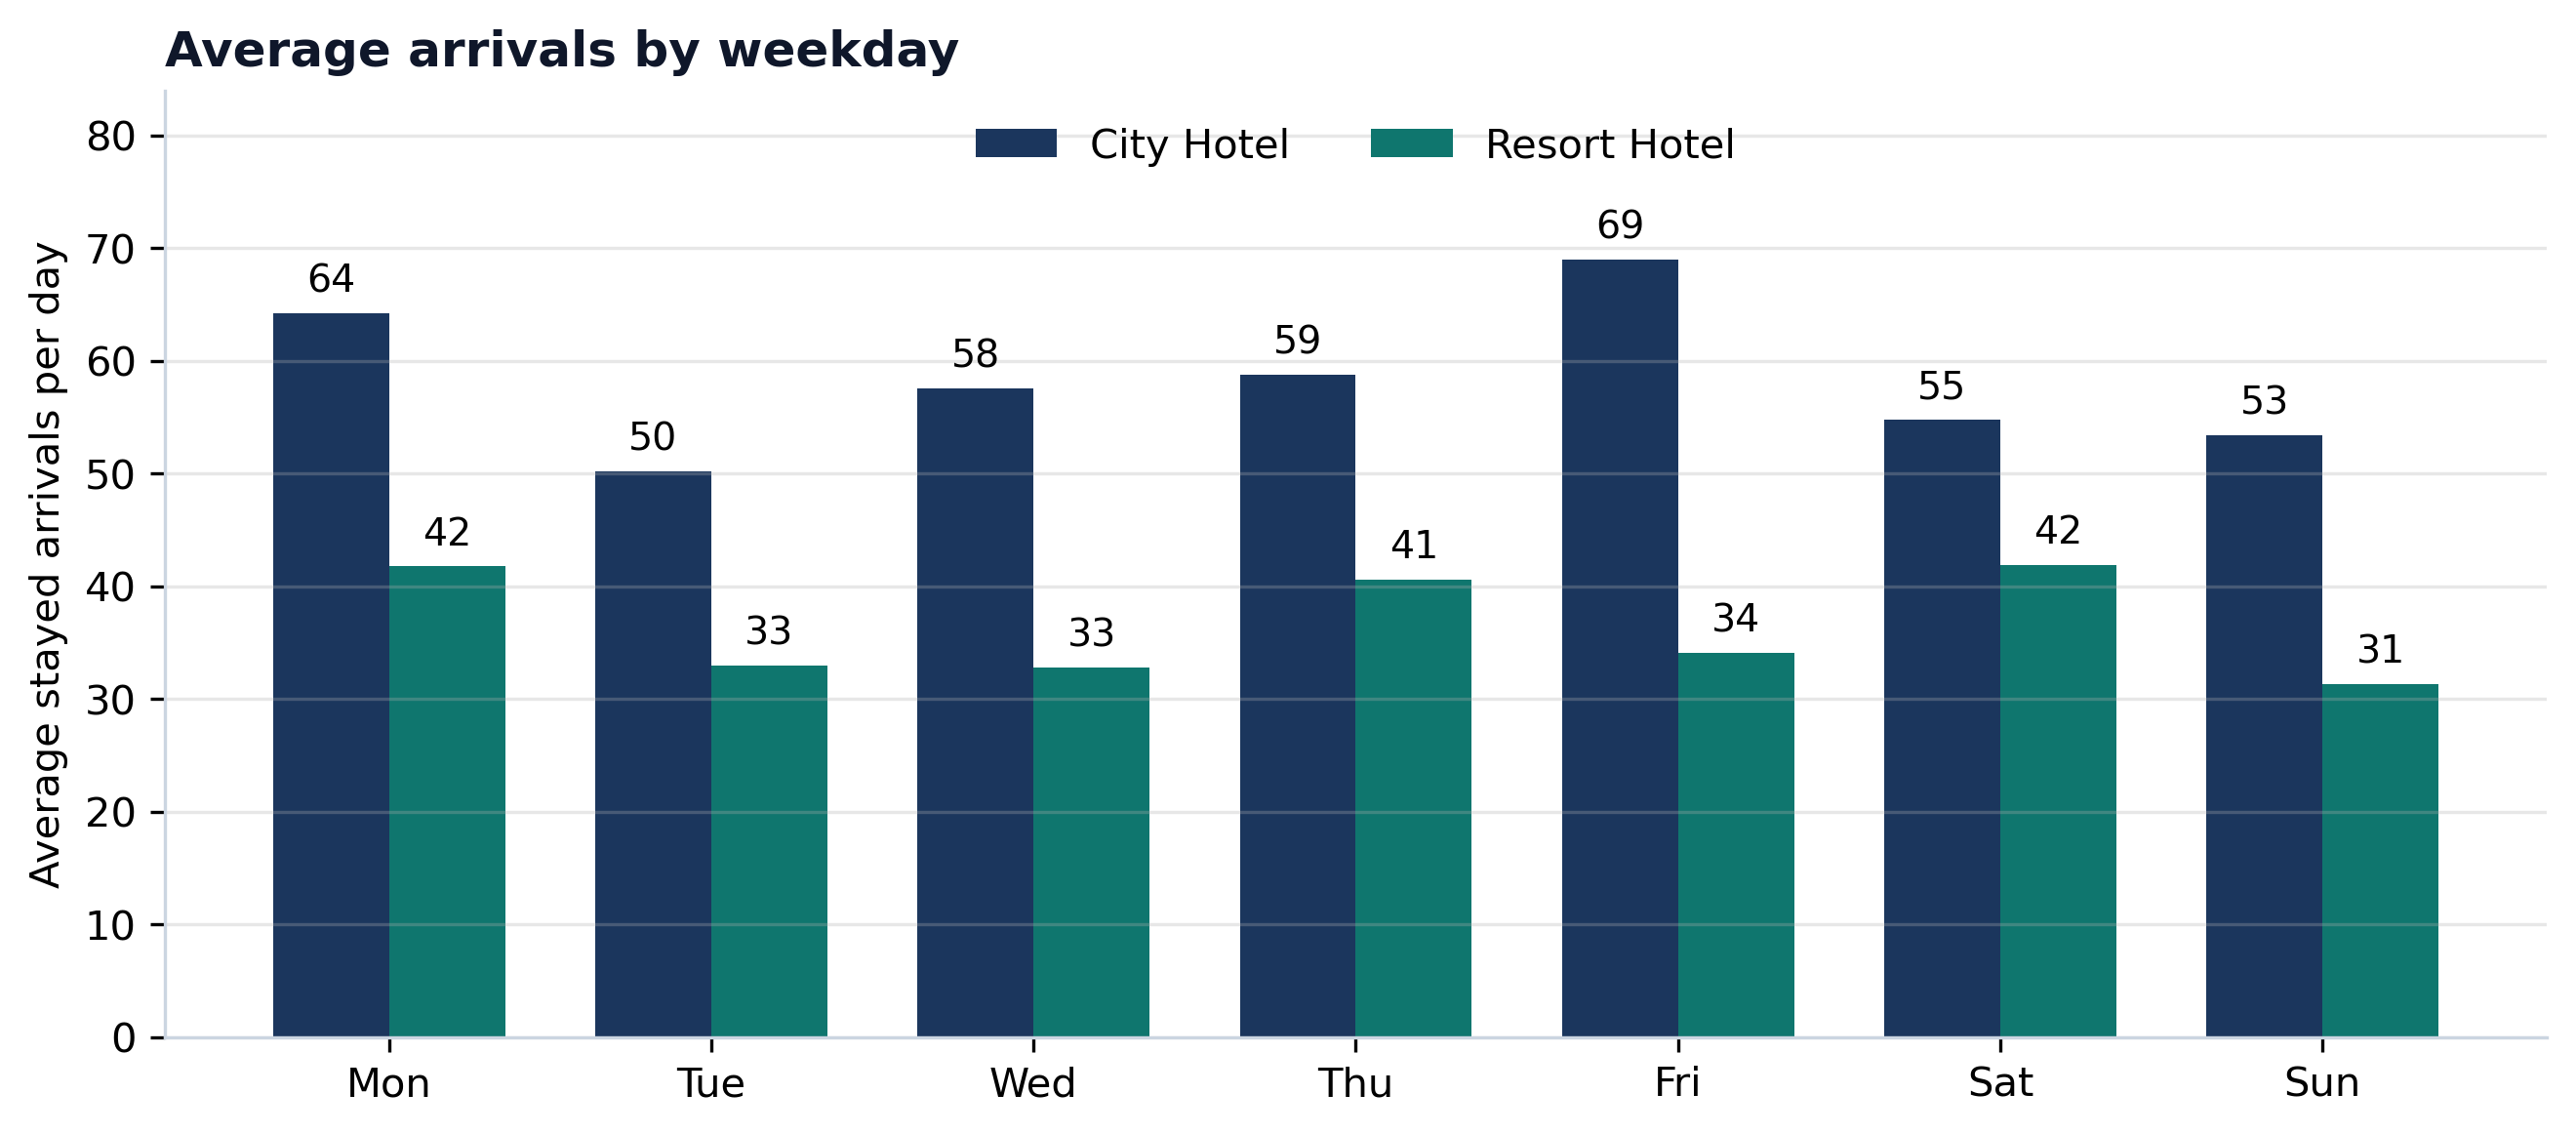 Average arrivals by weekday
City Hotel
Resort Hotel
Average stayed arrivals per day
80
70
60
50
40
30
20
10
0
64
42
50
33
58
33
59
41
69
34
55
42
53
31
Mon
Tue
Wed
Thu
Fri
Sat
Sun